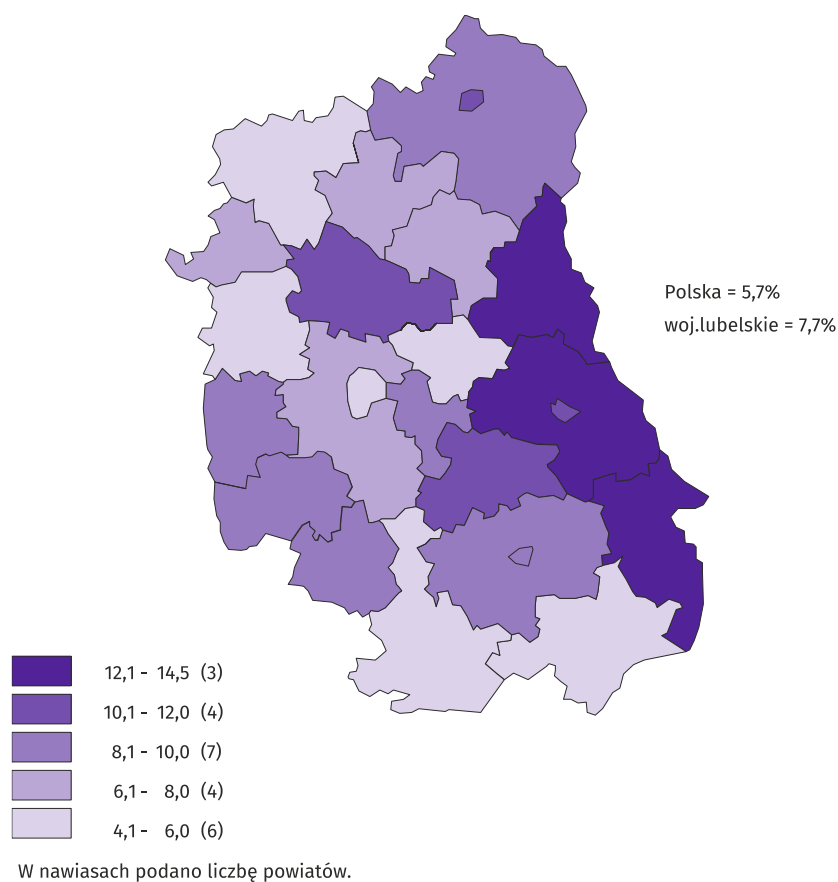 Polska = 5,7%
woj.lubelskie = 7,7%
12,1 - 14,5 (3)
10,1 - 12,0 (4)
8,1 - 10,0 (7)
6,1 - 8,0 (4)
4,1 - 6,0 (6)
W nawiasach podano liczbę powiatów.